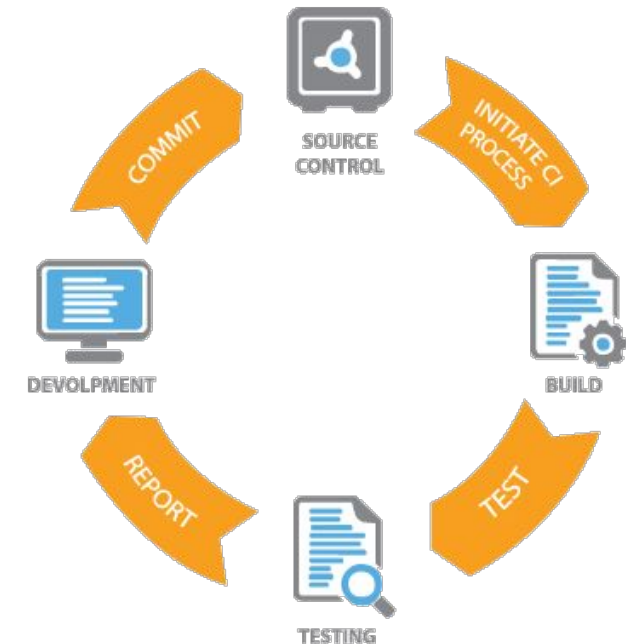 SOURCE
CONTROL
INITIATE CI
PROCESS
BUILD
TEST
TESTING
REPORT
DEVOLPMENT
COMMIT